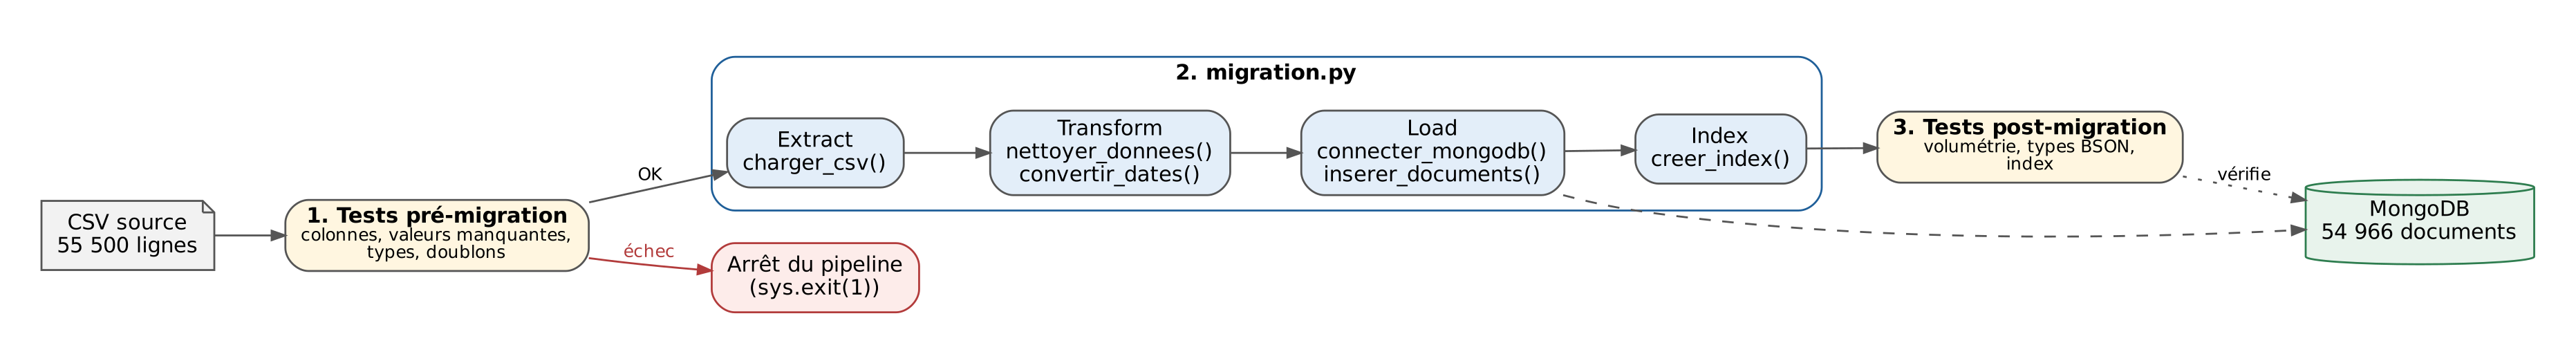 CSV source
55 500 lignes
1. Tests pré-migration
colonnes, valeurs manquantes,
types, doublons
OK
échec
Arrêt du pipeline
(sys.exit(1))
2. migration.py
Extract
charger_csv()
Transform
nettoyer_donnees()
convertir_dates()
Load
connecter_mongodb()
inserer_documents()
Index
creer_index()
3. Tests post-migration
volumétrie, types BSON,
index
vérifie
MongoDB
54 966 documents